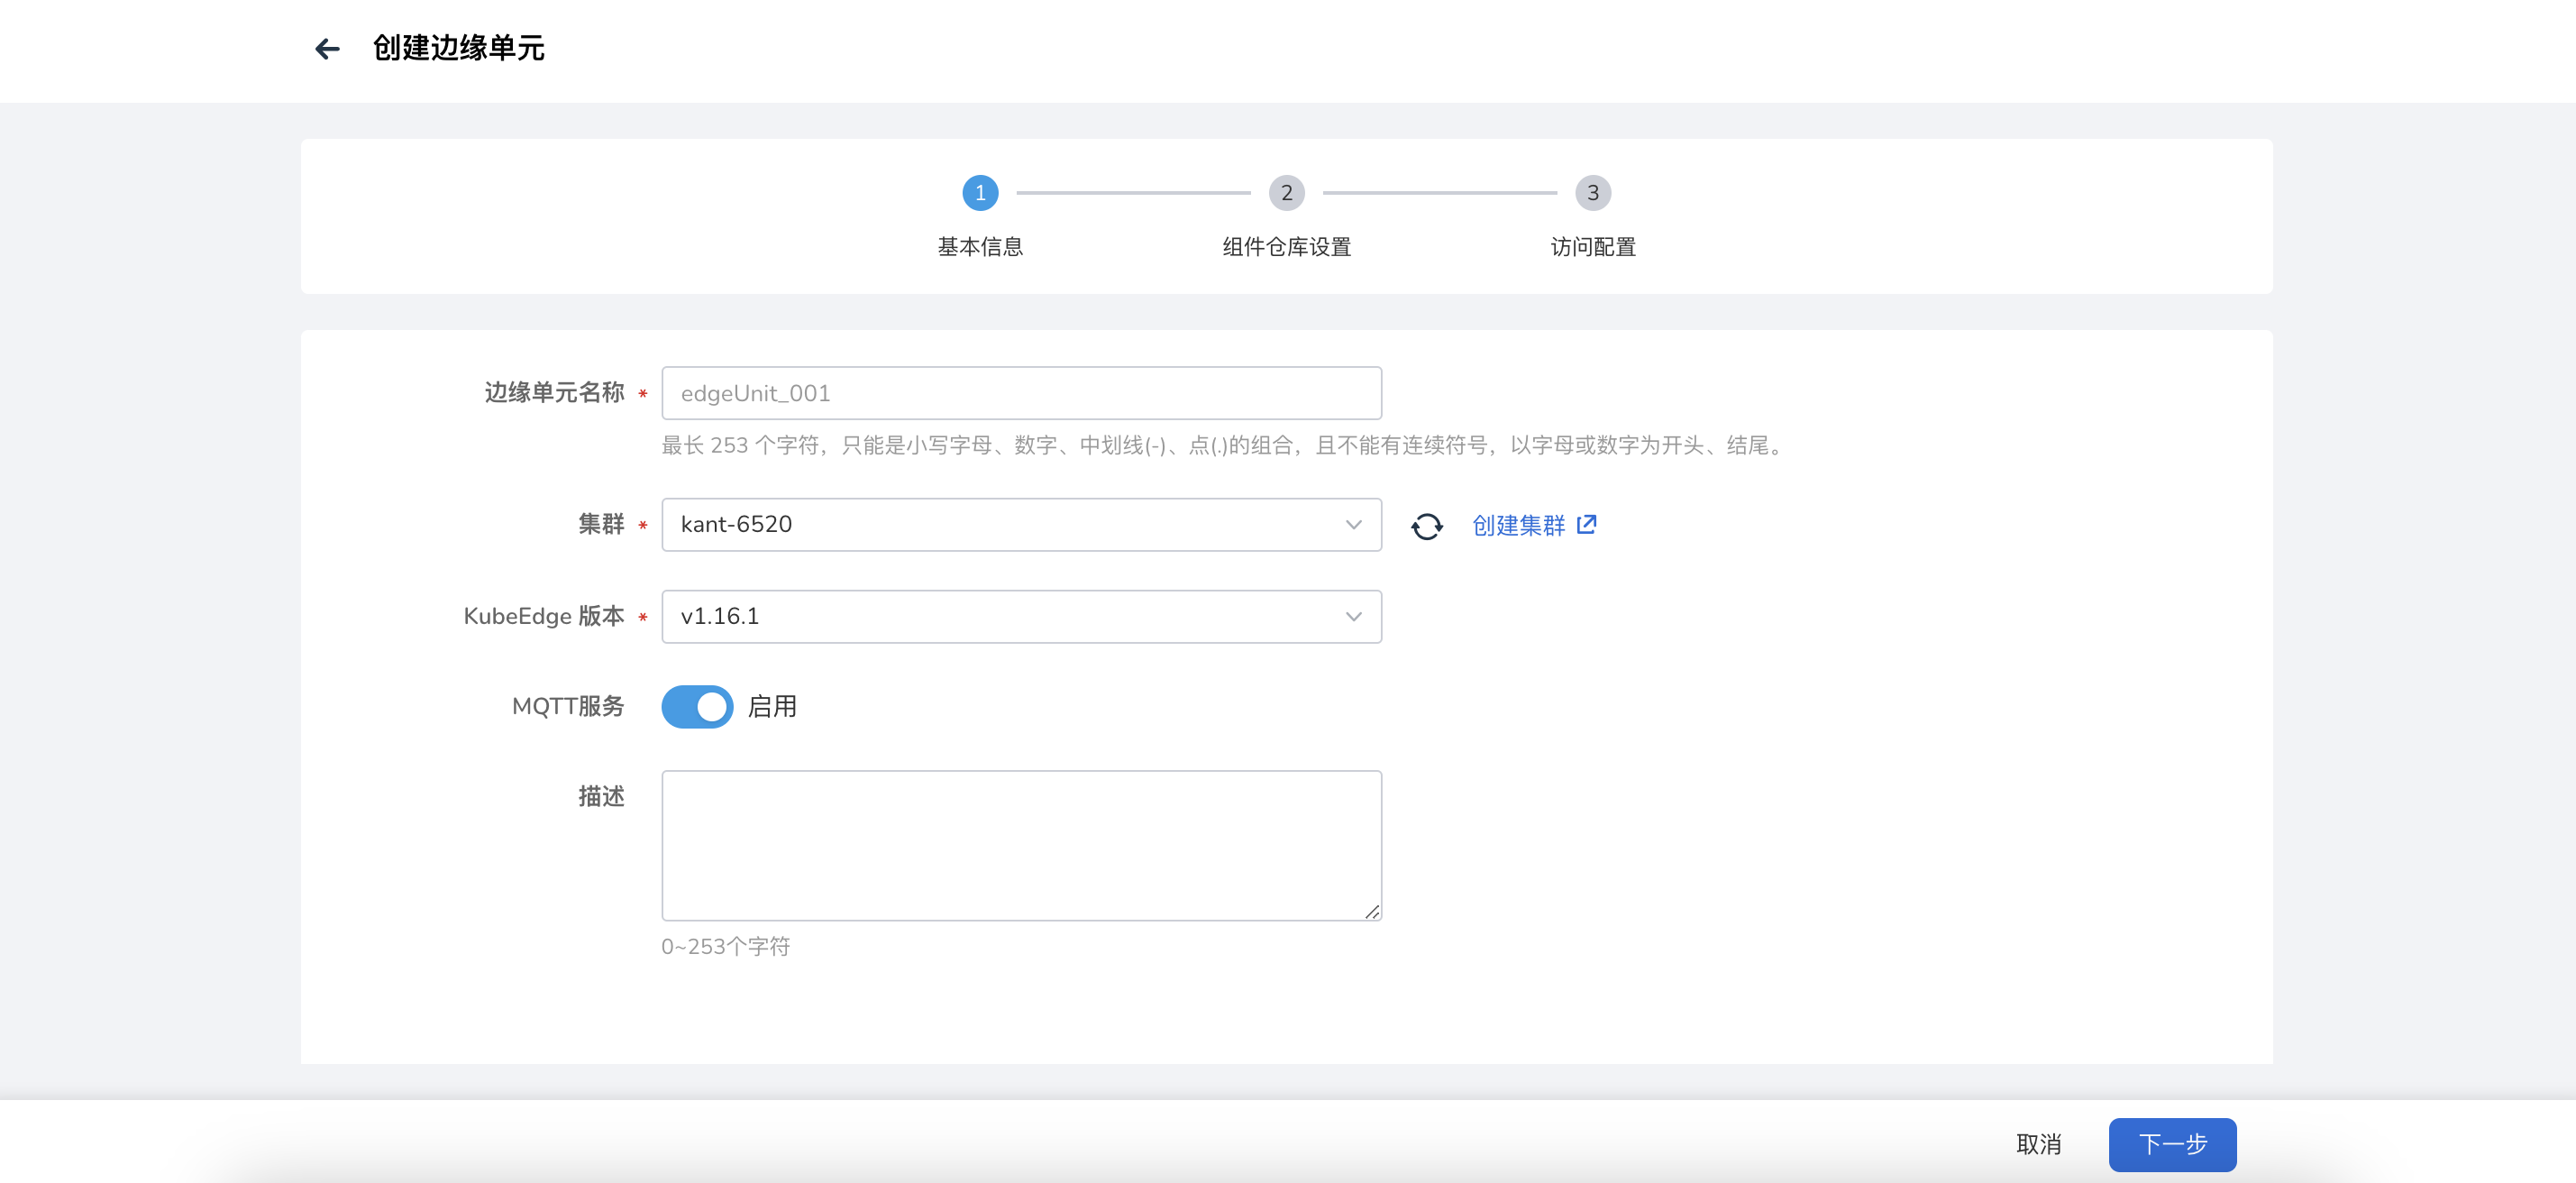 创建边缘单元
1 2 3
基本信息 组件仓库设置 访问配置
边缘单元名称 * edgeUnit_001
最长 253 个字符，只能是小写字母、数字、中划线(-)、点(.)的组合，且不能有连续符号，以字母或数字为开头、结尾。
集群 * kant-6520 创建集群
KubeEdge 版本 * v1.16.1
MQTT服务 启用
描述
0~253个字符
取消 下一步